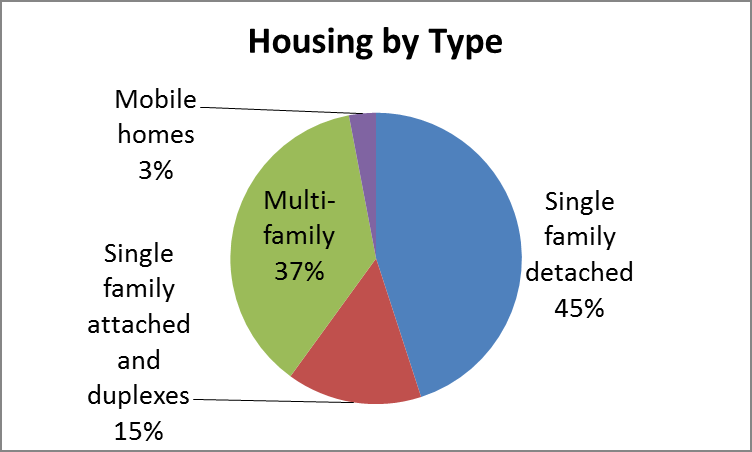 Housing by Type
Mobile
homes
3%
Multi-
family
37%
Single
family
detached
45%
Single
family
attached
and
duplexes
15%